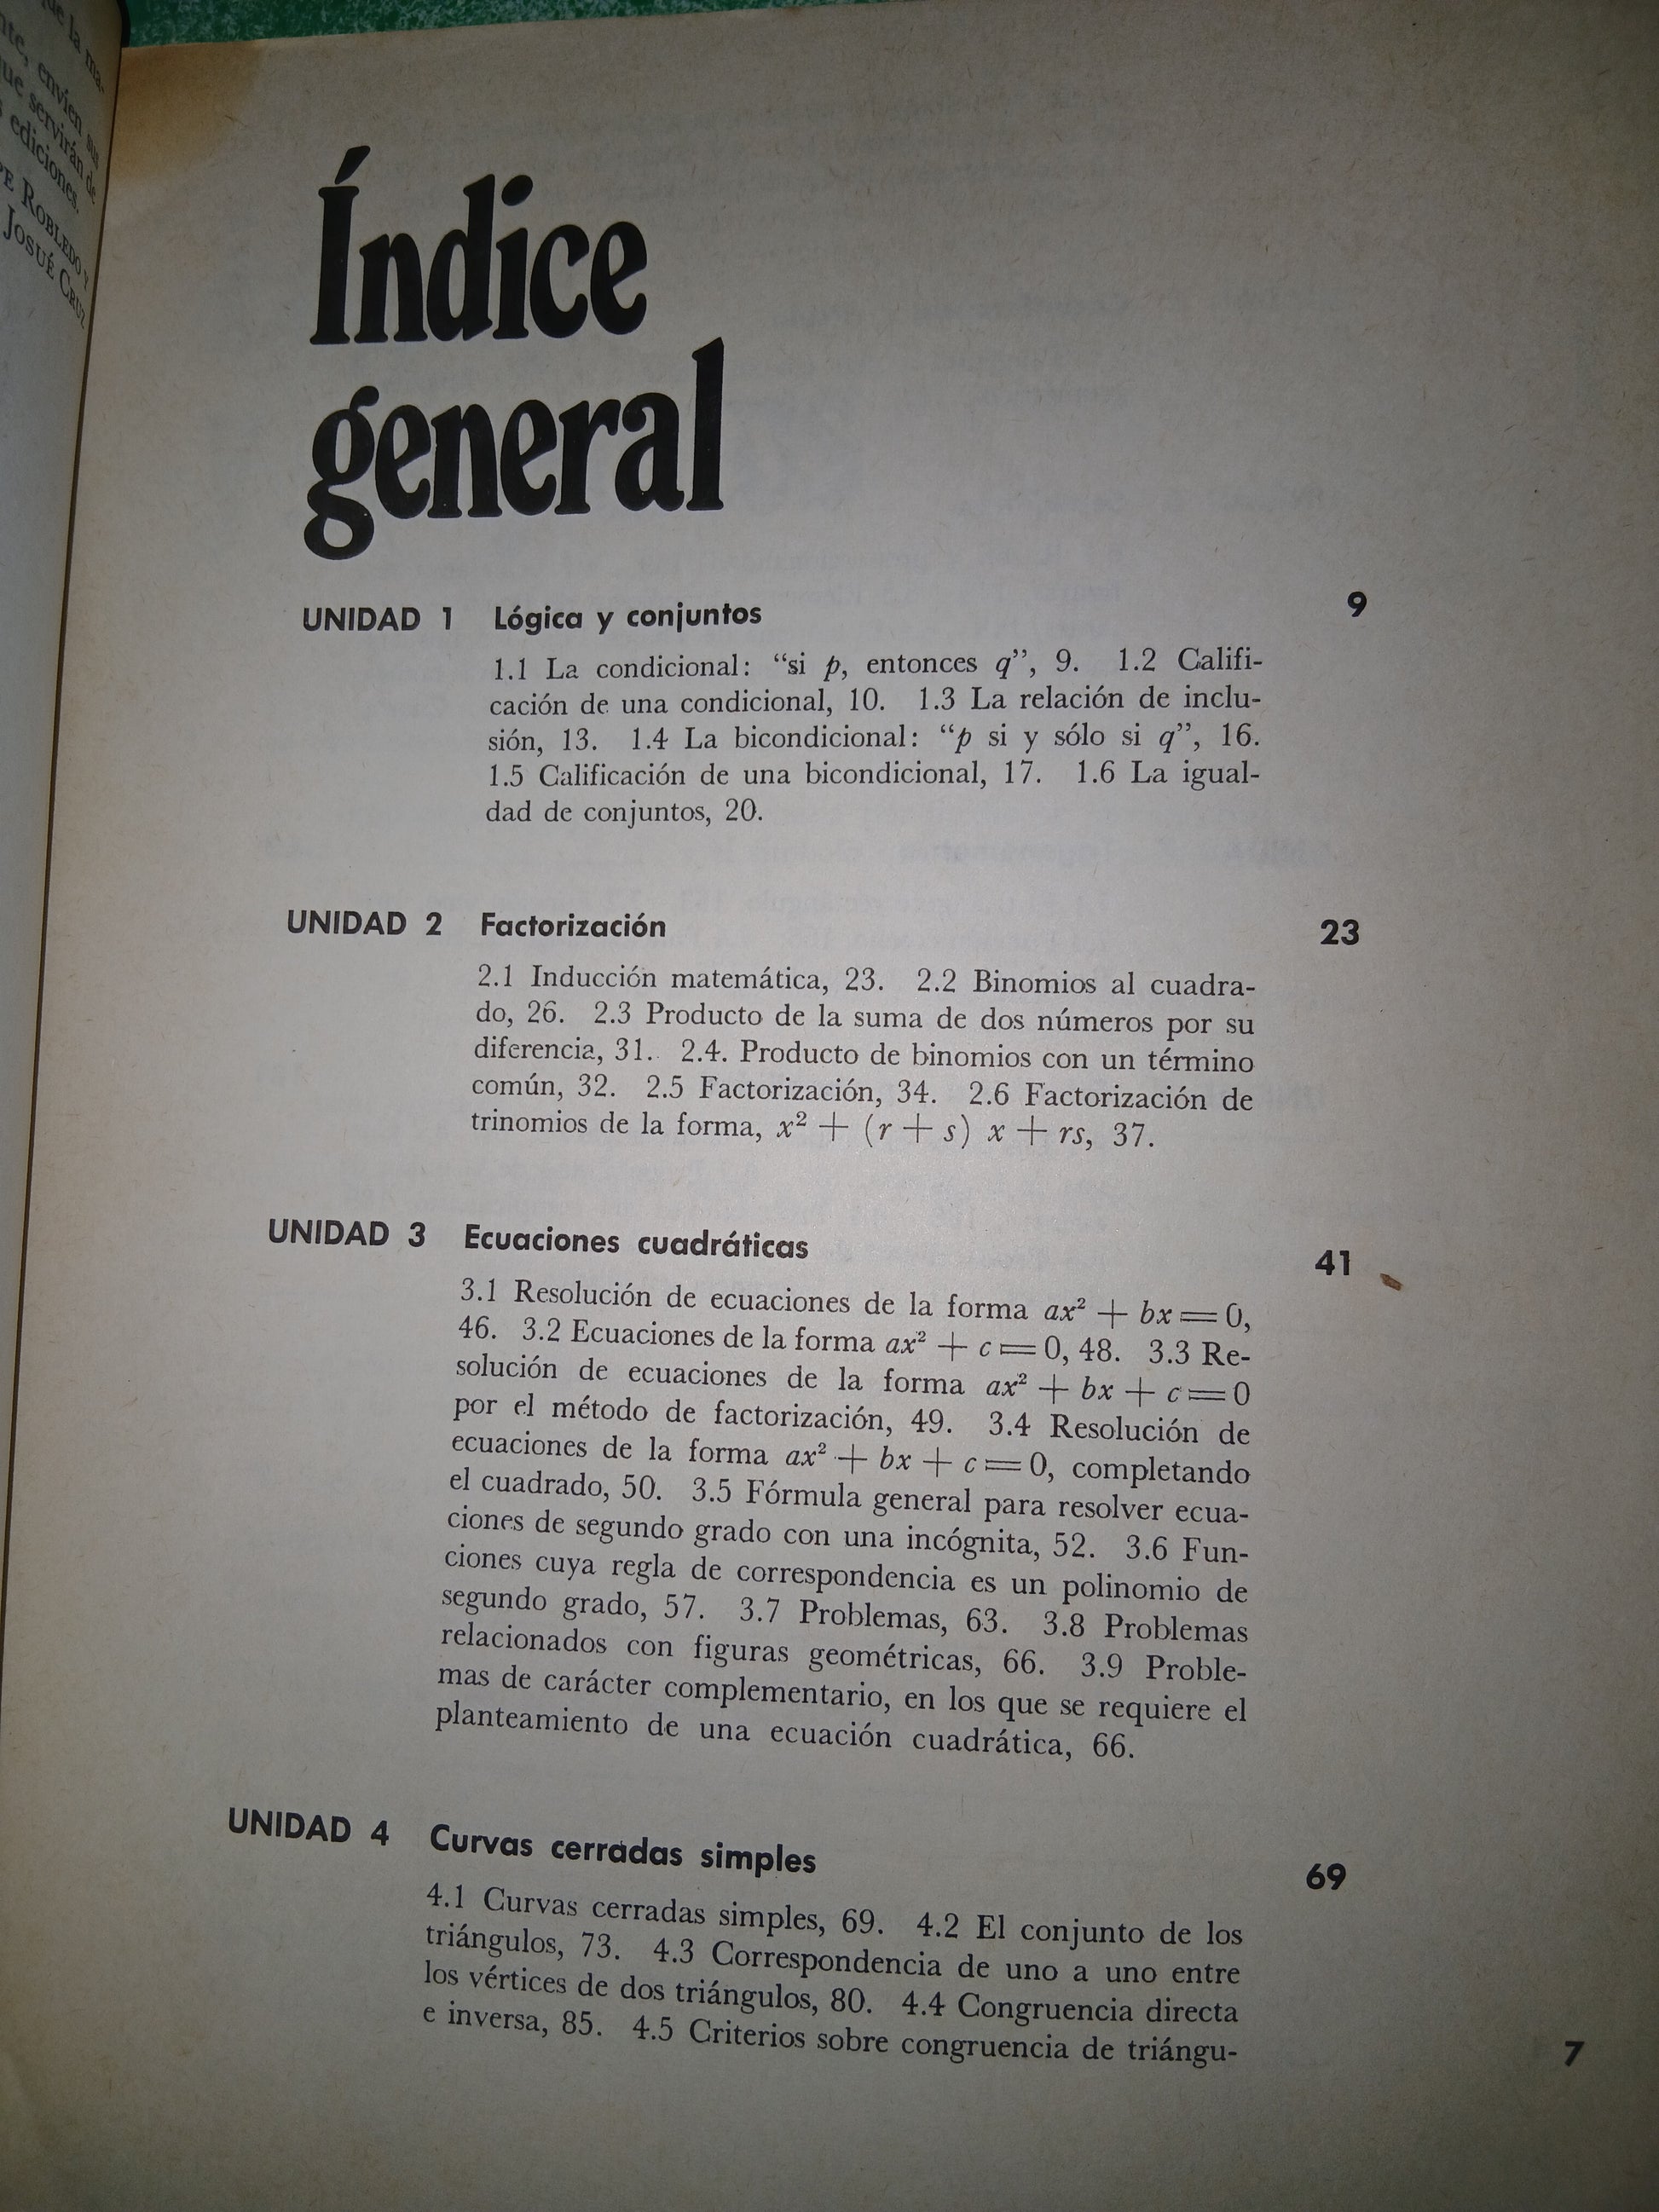 que la ma-
nte, envíen sus
que servirán de
ediciones.
PE ROBLEDO Y
JOSUÉ CRUZ
Índice
general
UNIDAD 1 Lógica y conjuntos 9
1.1 La condicional: “si p, entonces q”, 9. 1.2 Califi-
cación de una condicional, 10. 1.3 La relación de inclu-
sión, 13. 1.4 La bicondicional: “p si y sólo si q”, 16.
1.5 Calificación de una bicondicional, 17. 1.6 La igual-
dad de conjuntos, 20.
UNIDAD 2 Factorización 23
2.1 Inducción matemática, 23. 2.2 Binomios al cuadra-
do, 26. 2.3 Producto de la suma de dos números por su
diferencia, 31. 2.4. Producto de binomios con un término
común, 32. 2.5 Factorización, 34. 2.6 Factorización de
trinomios de la forma, x² + (r + s) x + rs, 37.
UNIDAD 3 Ecuaciones cuadráticas 41
3.1 Resolución de ecuaciones de la forma ax² + bx = 0,
46. 3.2 Ecuaciones de la forma ax² + c = 0, 48. 3.3 Re-
solución de ecuaciones de la forma ax² + bx + c = 0
por el método de factorización, 49. 3.4 Resolución de
ecuaciones de la forma ax² + bx + c = 0, completando
el cuadrado, 50. 3.5 Fórmula general para resolver ecua-
ciones de segundo grado con una incógnita, 52. 3.6 Fun-
ciones cuya regla de correspondencia es un polinomio de
segundo grado, 57. 3.7 Problemas, 63. 3.8 Problemas
relacionados con figuras geométricas, 66. 3.9 Proble-
mas de carácter complementario, en los que se requiere el
planteamiento de una ecuación cuadrática, 66.
UNIDAD 4 Curvas cerradas simples 69
4.1 Curvas cerradas simples, 69. 4.2 El conjunto de los
triángulos, 73. 4.3 Correspondencia de uno a uno entre
los vértices de dos triángulos, 80. 4.4 Congruencia directa
e inversa, 85. 4.5 Criterios sobre congruencia de triángu-
7